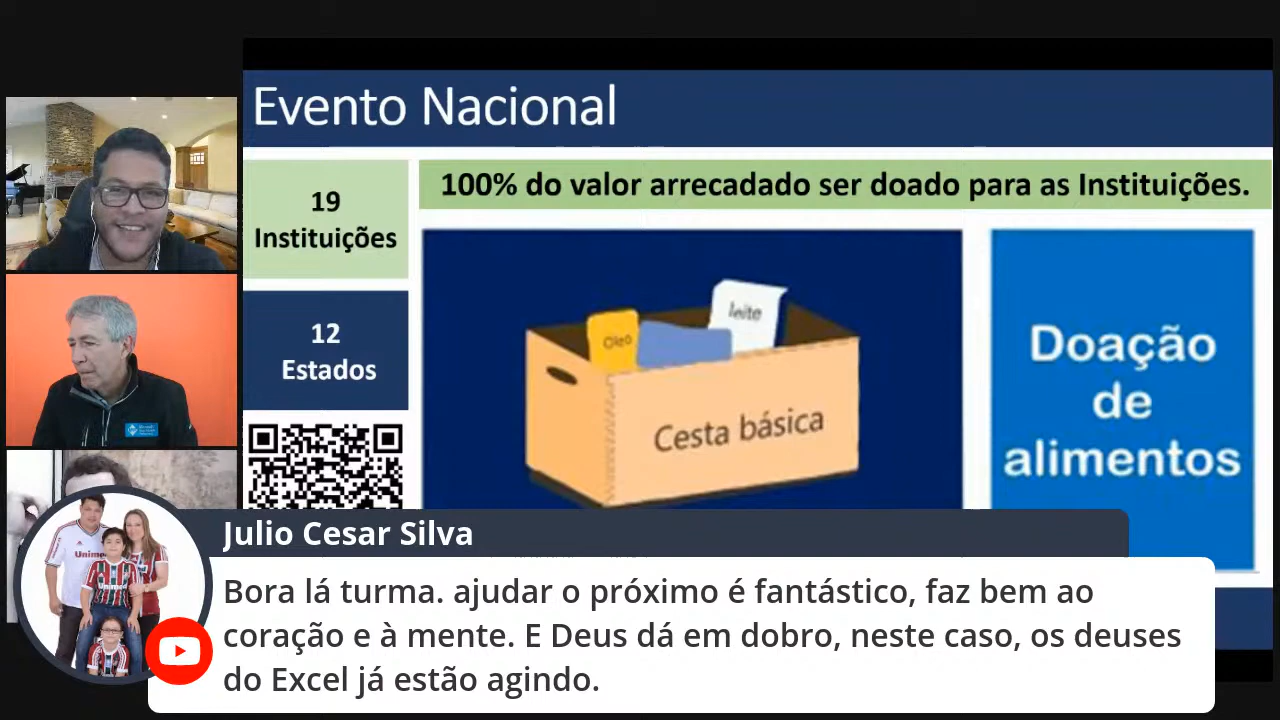 Evento Nacional
19
Instituições
100% do valor arrecadado ser doado para as Instituições.
12
Estados
Oleo
leite
Cesta básica
Doação
de
alimentos
Julio Cesar Silva
Bora lá turma. ajudar o próximo é fantástico, faz bem ao
coração e à mente. E Deus dá em dobro, neste caso, os deuses
do Excel já estão agindo.
Unimed